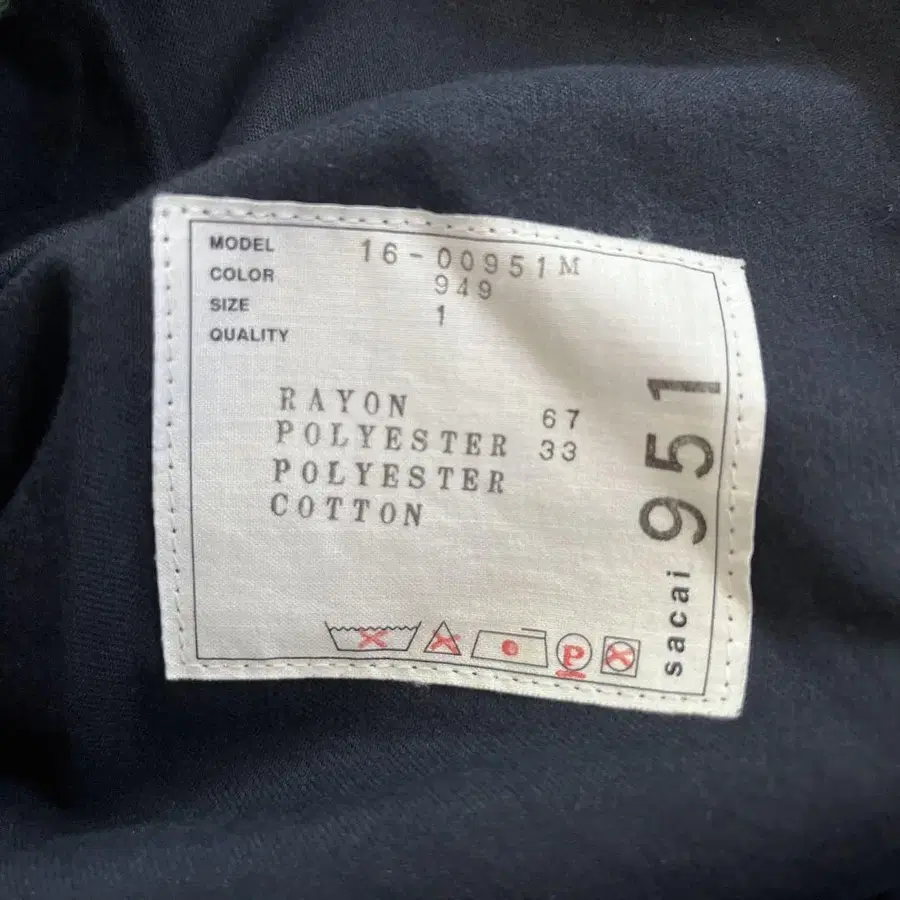 MODEL 16-00951M
COLOR 949
SIZE 1
QUALITY
RAYON 67
POLYESTER 33
POLYESTER
COTTON
P
sacai 951